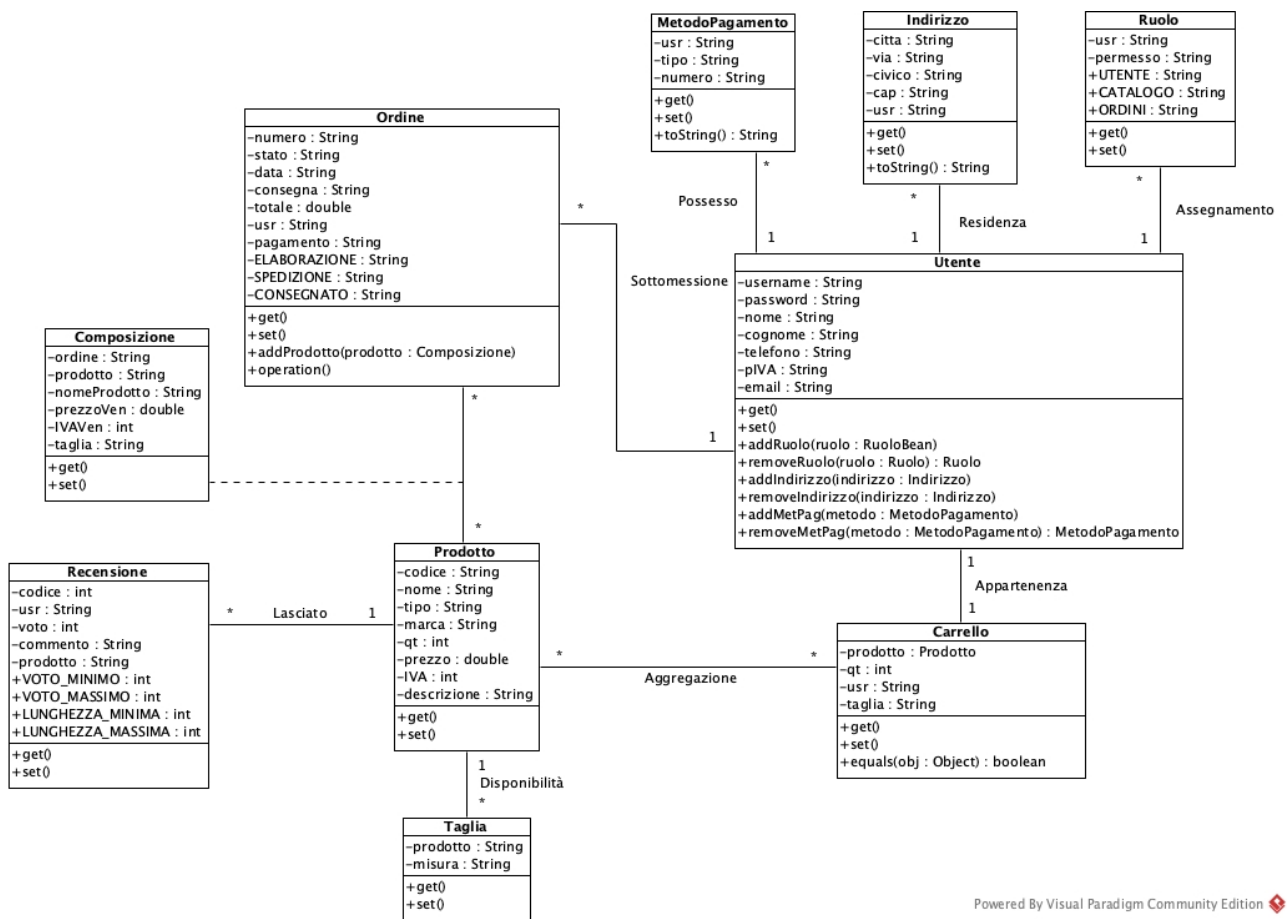 MetodoPagamento
-usr : String
-tipo : String
-numero : String
+get()
+set()
+toString() : String
Indirizzo
-citta : String
-via : String
-civico : String
-cap : String
-usr : String
+get()
+set()
+toString() : String
Ruolo
-usr : String
-permesso : String
+UTENTE : String
+CATALOGO : String
+ORDINI : String
+get()
+set()
Ordine
-numero : String
-stato : String
-data : String
-consegna : String
-totale : double
-usr : String
-pagamento : String
-ELABORAZIONE : String
-SPEDIZIONE : String
-CONSEGNATO : String
+get()
+set()
+addProdotto(prodotto : Composizione)
+operation()
*
Possesso
1
*
Residenza
1
*
Assegnamento
1
*
Sottomessione
1
Utente
-username : String
-password : String
-nome : String
-cognome : String
-telefono : String
-pIVA : String
-email : String
+get()
+set()
+addRuolo(ruolo : RuoloBean)
+removeRuolo(ruolo : Ruolo) : Ruolo
+addIndirizzo(indirizzo : Indirizzo)
+removeIndirizzo(indirizzo : Indirizzo)
+addMetPag(metodo : MetodoPagamento)
+removeMetPag(metodo : MetodoPagamento) : MetodoPagamento
Composizione
-ordine : String
-prodotto : String
-nomeProdotto : String
-prezzoVen : double
-IVAVen : int
-taglia : String
+get()
+set()
*
*
Recensione
-codice : int
-usr : String
-voto : int
-commento : String
-prodotto : String
+VOTO_MINIMO : int
+VOTO_MASSIMO : int
+LUNGHEZZA_MINIMA : int
+LUNGHEZZA_MASSIMA : int
+get()
+set()
*
Lasciato
1
Prodotto
-codice : String
-nome : String
-tipo : String
-marca : String
-qt : int
-prezzo : double
-IVA : int
-descrizione : String
+get()
+set()
*
Aggregazione
*
1
Appartenenza
1
Carrello
-prodotto : Prodotto
-qt : int
-usr : String
-taglia : String
+get()
+set()
+equals(obj : Object) : boolean
1
Disponibilità
*
Taglia
-prodotto : String
-misura : String
+get()
+set()
Powered By Visual Paradigm Community Edition